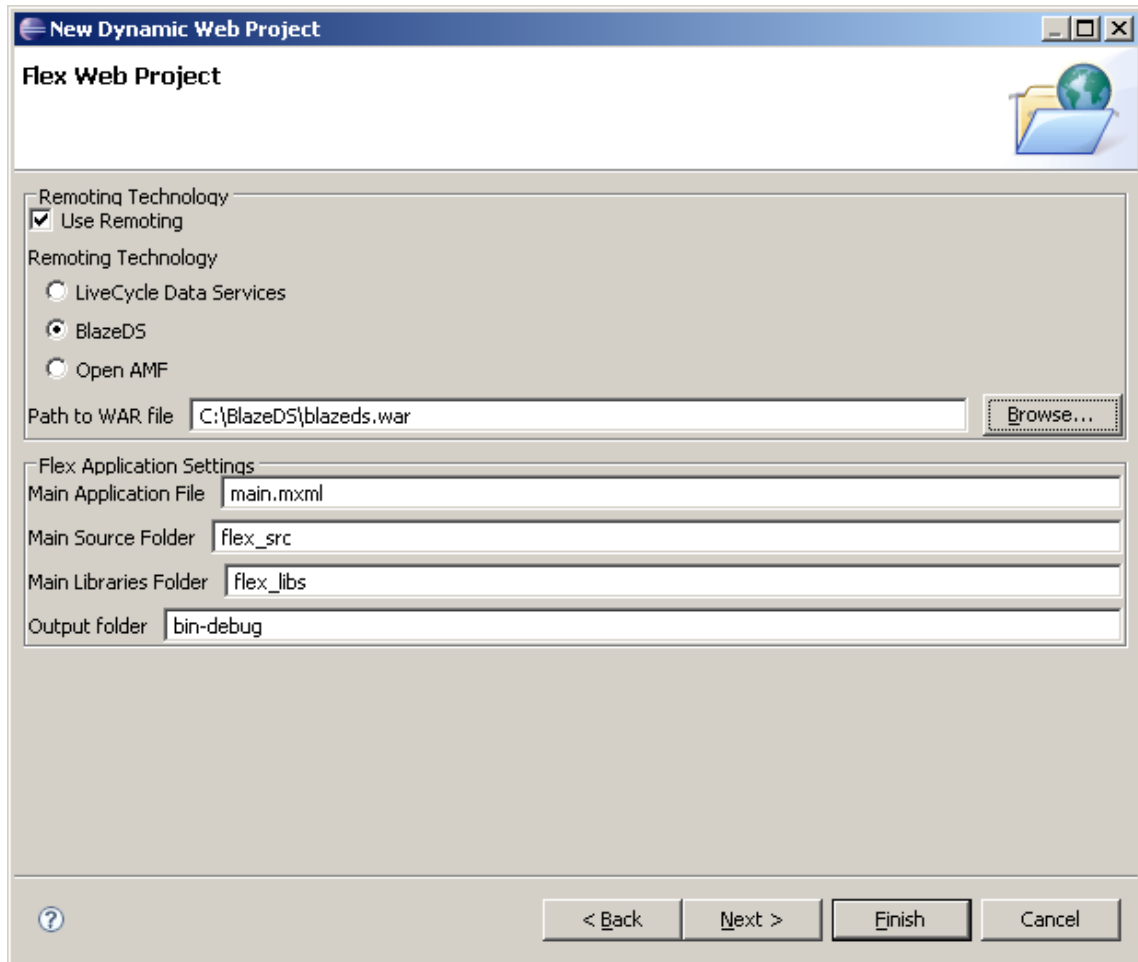 New Dynamic Web Project
Flex Web Project
Remoting Technology
Use Remoting
Remoting Technology
LiveCycle Data Services
BlazeDS
Open AMF
Path to WAR file C:\BlazeDS\blazeds.war Browse...
Flex Application Settings
Main Application File main.mxml
Main Source Folder flex_src
Main Libraries Folder flex_libs
Output folder bin-debug
? < Back Next > Finish Cancel